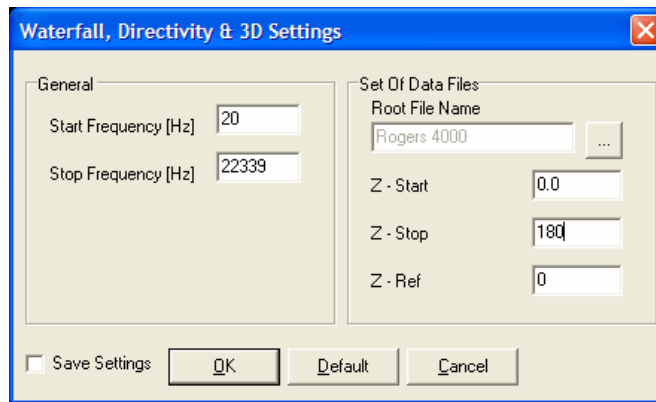 Waterfall, Directivity & 3D Settings
General
Start Frequency [Hz] 20
Stop Frequency [Hz] 22339
Set Of Data Files
Root File Name
Rogers 4000 ...
Z - Start 0.0
Z - Stop 180
Z - Ref 0
Save Settings OK Default Cancel